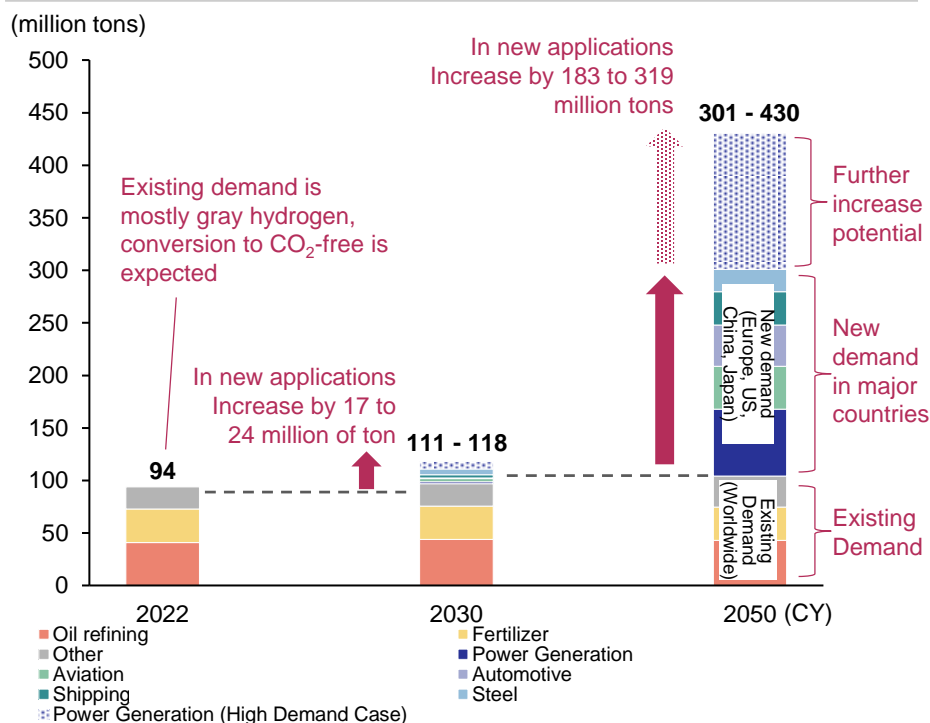 (million tons)
500
450
400
350
300
250
200
150
100
50
0
In new applications
Increase by 183 to 319
million tons
301 - 430
Existing demand is
mostly gray hydrogen,
conversion to CO₂-free is
expected
Further
increase
potential
In new applications
Increase by 17 to
24 million of ton
94
111 - 118
New demand
(Europe, US,
China, Japan)
New
demand
in major
countries
Existing
Demand
(Worldwide)
Existing
Demand
2022
2030
2050 (CY)
Oil refining
Fertilizer
Other
Power Generation
Aviation
Automotive
Shipping
Steel
Power Generation (High Demand Case)